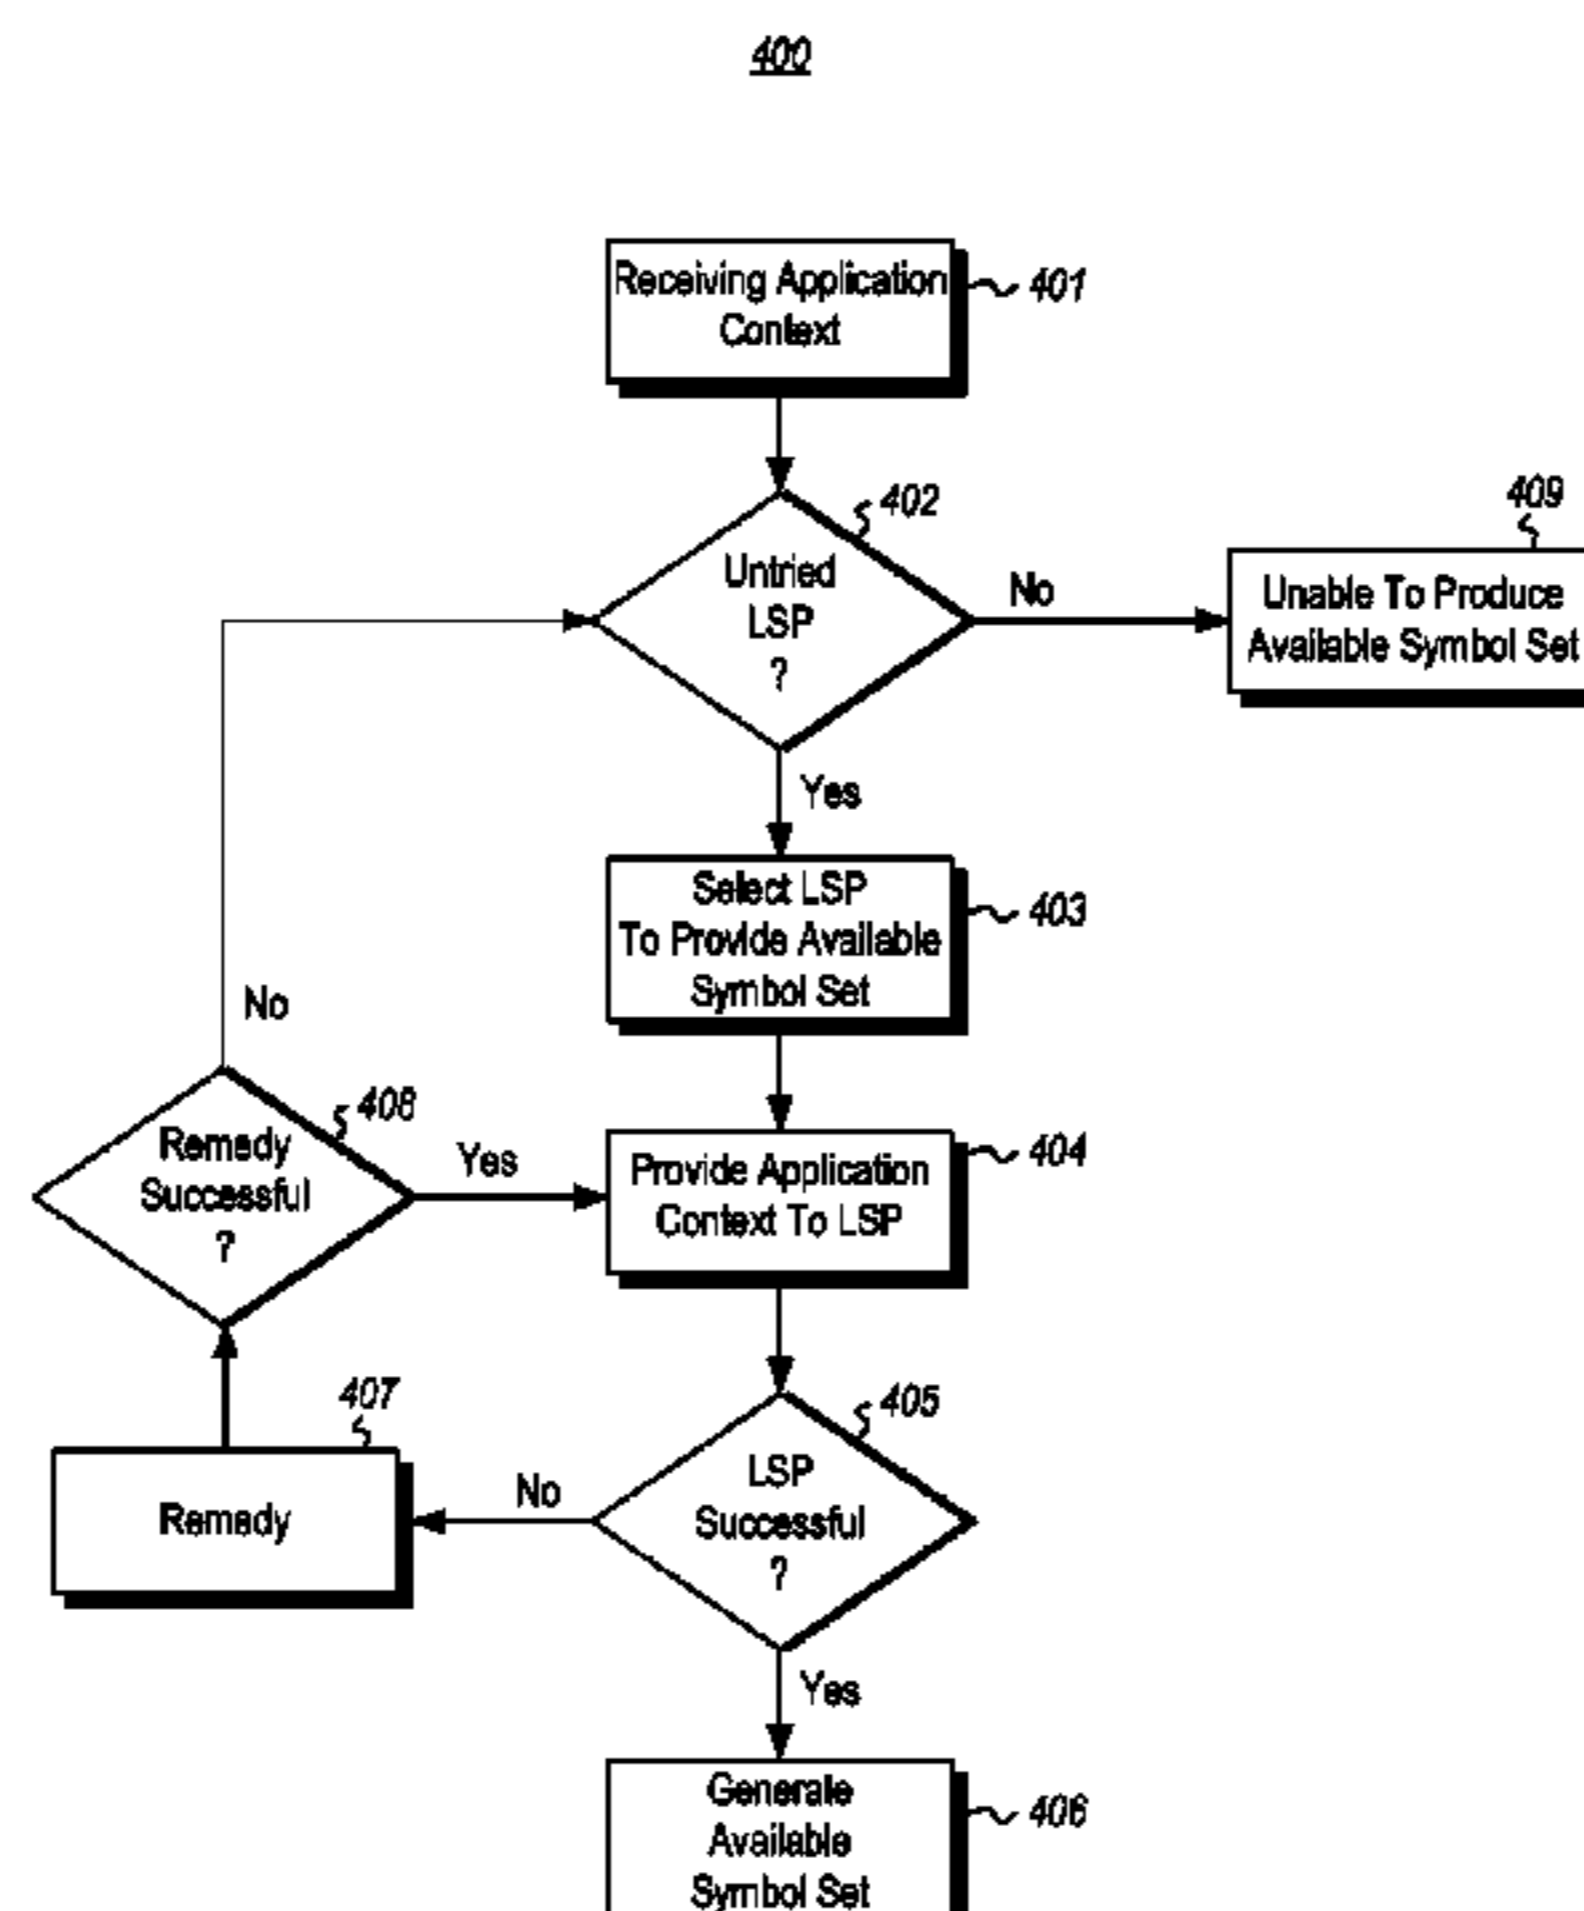 400
Receiving Application
Context
401
402
Untried
LSP
?
No
409
Unable To Produce
Available Symbol Set
Yes
Select LSP
To Provide Available
Symbol Set
403
No
408
Remedy
Successful
?
Yes
Provide Application
Context To LSP
404
407
Remedy
No
405
LSP
Successful
?
Yes
Generate
Available
Symbol Set
406